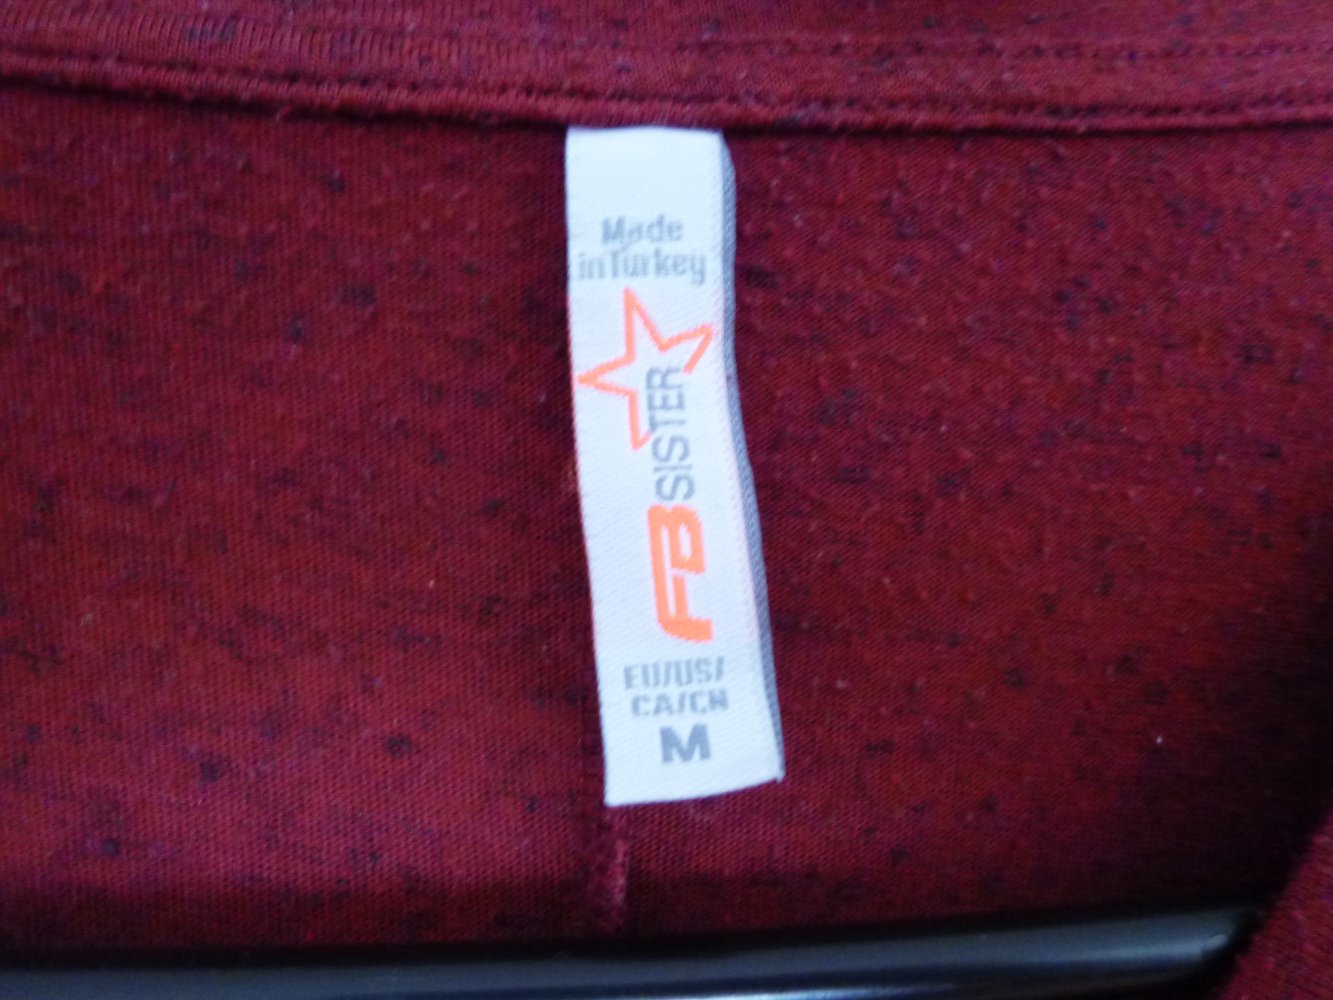 Made
in Turkey
FB SISTER
EU/US/
CA/CH
M